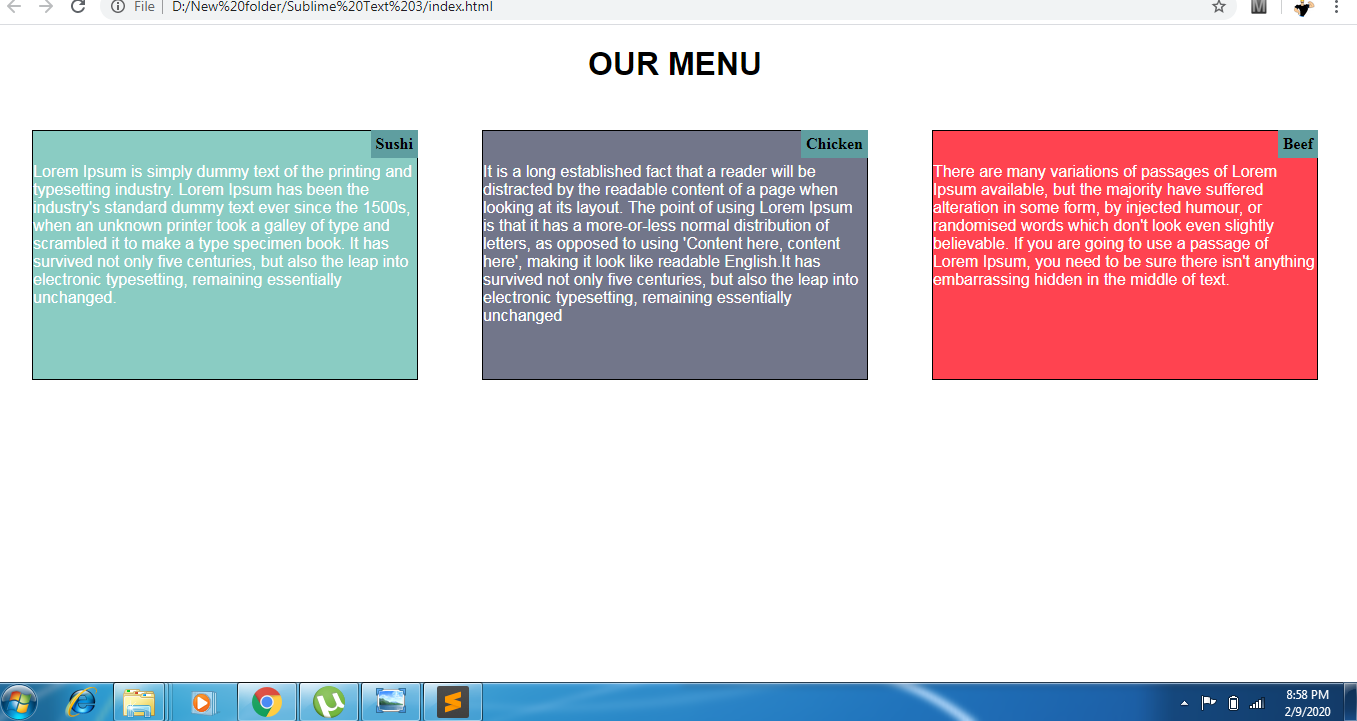 File
D:/New%20folder/Sublime%20Text%203/index.html
M
OUR MENU
Sushi
Lorem Ipsum is simply dummy text of the printing and
typesetting industry. Lorem Ipsum has been the
industry's standard dummy text ever since the 1500s,
when an unknown printer took a galley of type and
scrambled it to make a type specimen book. It has
survived not only five centuries, but also the leap into
electronic typesetting, remaining essentially
unchanged.
Chicken
It is a long established fact that a reader will be
distracted by the readable content of a page when
looking at its layout. The point of using Lorem Ipsum
is that it has a more-or-less normal distribution of
letters, as opposed to using 'Content here, content
here', making it look like readable English.It has
survived not only five centuries, but also the leap into
electronic typesetting, remaining essentially
unchanged
Beef
There are many variations of passages of Lorem
Ipsum available, but the majority have suffered
alteration in some form, by injected humour, or
randomised words which don't look even slightly
believable. If you are going to use a passage of
Lorem Ipsum, you need to be sure there isn't anything
embarrassing hidden in the middle of text.
8:58 PM
2/9/2020